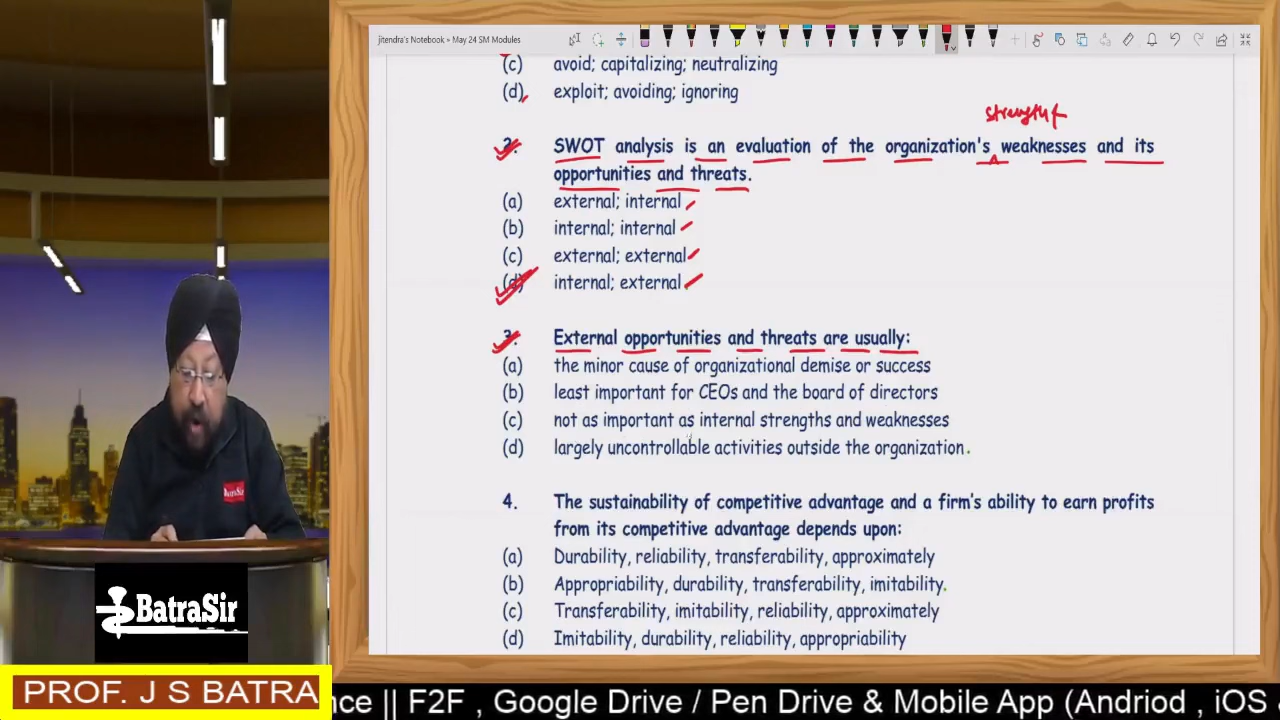 Jitendra's Notebook » May 24 SM Modules
(c) avoid; capitalizing; neutralizing
(d) exploit; avoiding; ignoring
strength
2. SWOT analysis is an evaluation of the organization's weaknesses and its
opportunities and threats.
(a) external; internal
(b) internal; internal
(c) external; external
(d) internal; external
3. External opportunities and threats are usually:
(a) the minor cause of organizational demise or success
(b) least important for CEOs and the board of directors
(c) not as important as internal strengths and weaknesses
(d) largely uncontrollable activities outside the organization.
4. The sustainability of competitive advantage and a firm's ability to earn profits
from its competitive advantage depends upon:
(a) Durability, reliability, transferability, approximately
(b) Appropriability, durability, transferability, imitability.
(c) Transferability, imitability, reliability, approximately
(d) Imitability, durability, reliability, appropriability
BatraSir
BatraSir
PROF. J S BATRA
nce || F2F , Google Drive / Pen Drive & Mobile App (Andriod , iOS